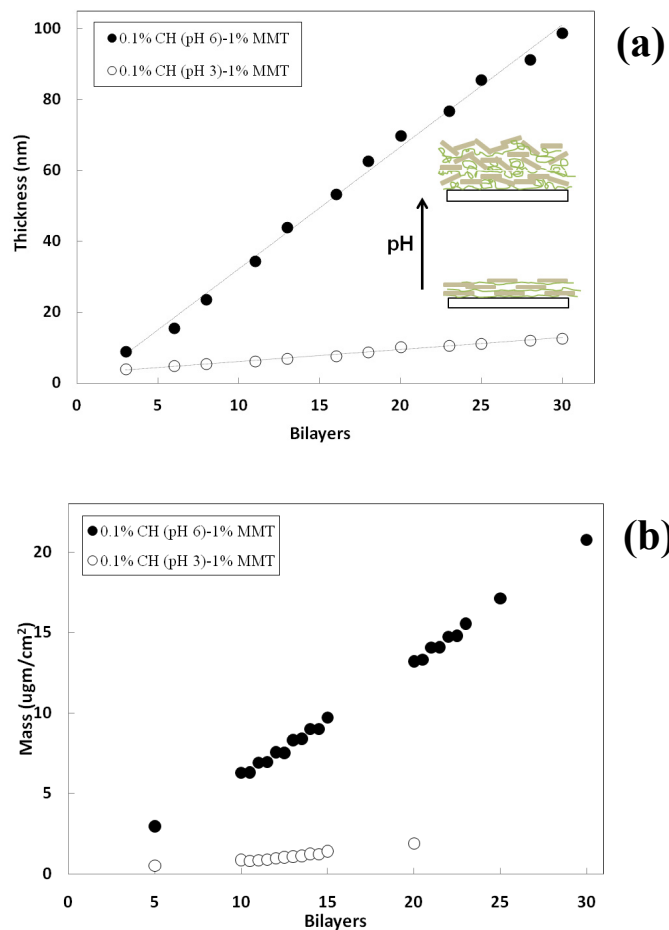 100
80
60
40
20
0
Thickness (nm)
0.1% CH (pH 6)-1% MMT
0.1% CH (pH 3)-1% MMT
pH
(a)
0 5 10 15 20 25 30
Bilayers
20
15
10
5
0
Mass (ugm/cm²)
0.1% CH (pH 6)-1% MMT
0.1% CH (pH 3)-1% MMT
(b)
0 5 10 15 20 25 30
Bilayers